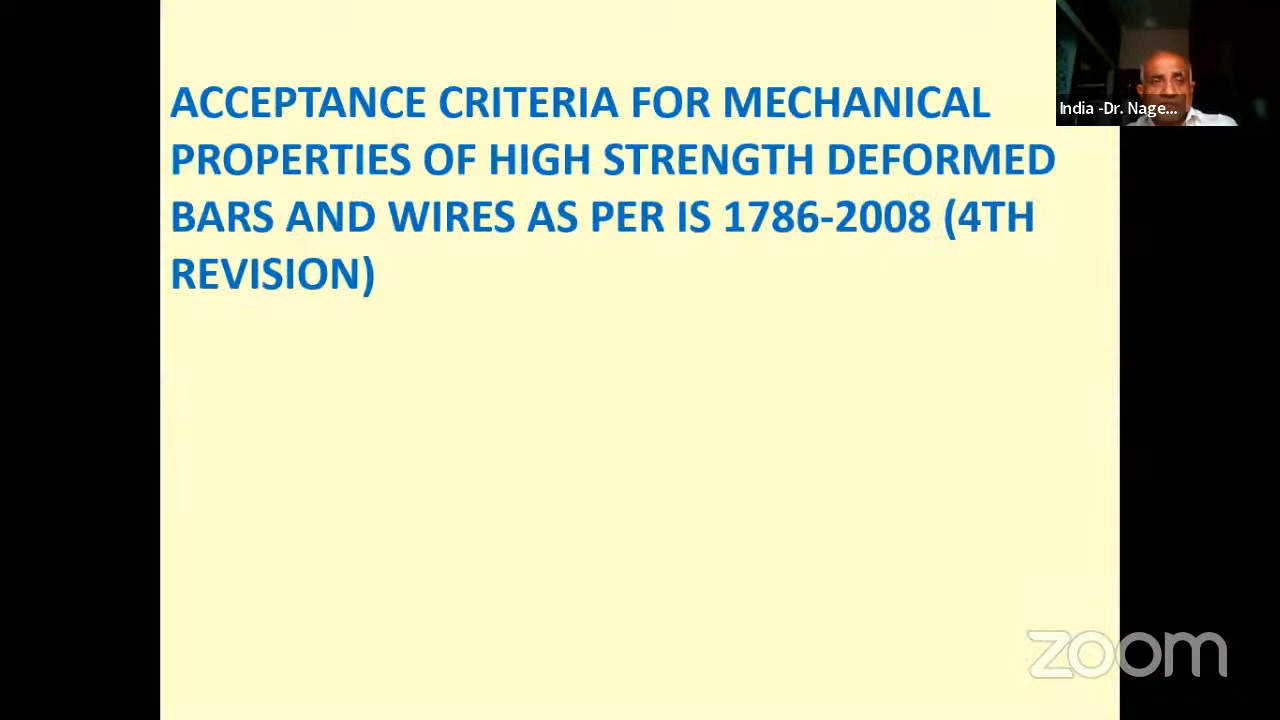 ACCEPTANCE CRITERIA FOR MECHANICAL
PROPERTIES OF HIGH STRENGTH DEFORMED
BARS AND WIRES AS PER IS 1786-2008 (4TH
REVISION)
India -Dr. Nage...
zoom